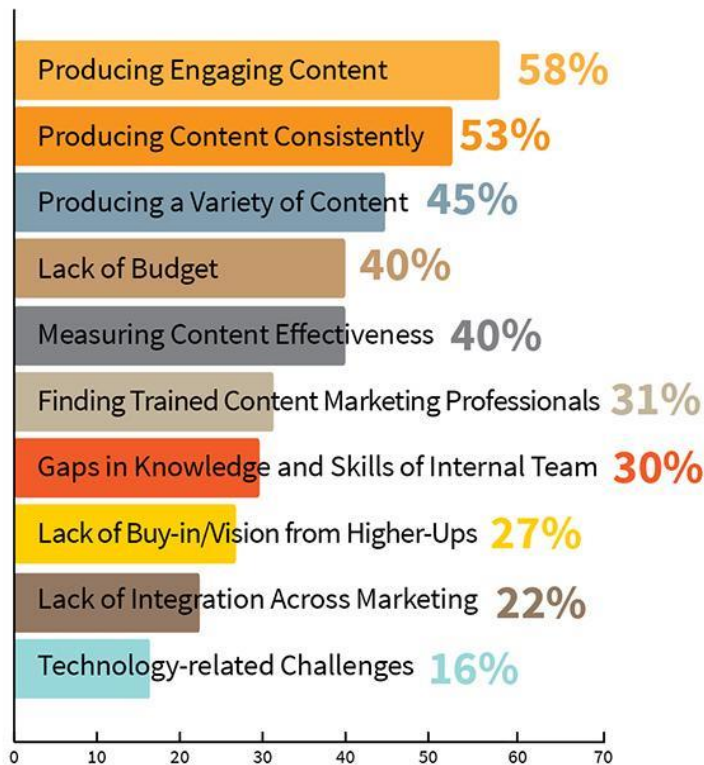 Producing Engaging Content 58%
Producing Content Consistently 53%
Producing a Variety of Content 45%
Lack of Budget 40%
Measuring Content Effectiveness 40%
Finding Trained Content Marketing Professionals 31%
Gaps in Knowledge and Skills of Internal Team 30%
Lack of Buy-in/Vision from Higher-Ups 27%
Lack of Integration Across Marketing 22%
Technology-related Challenges 16%
0 10 20 30 40 50 60 70